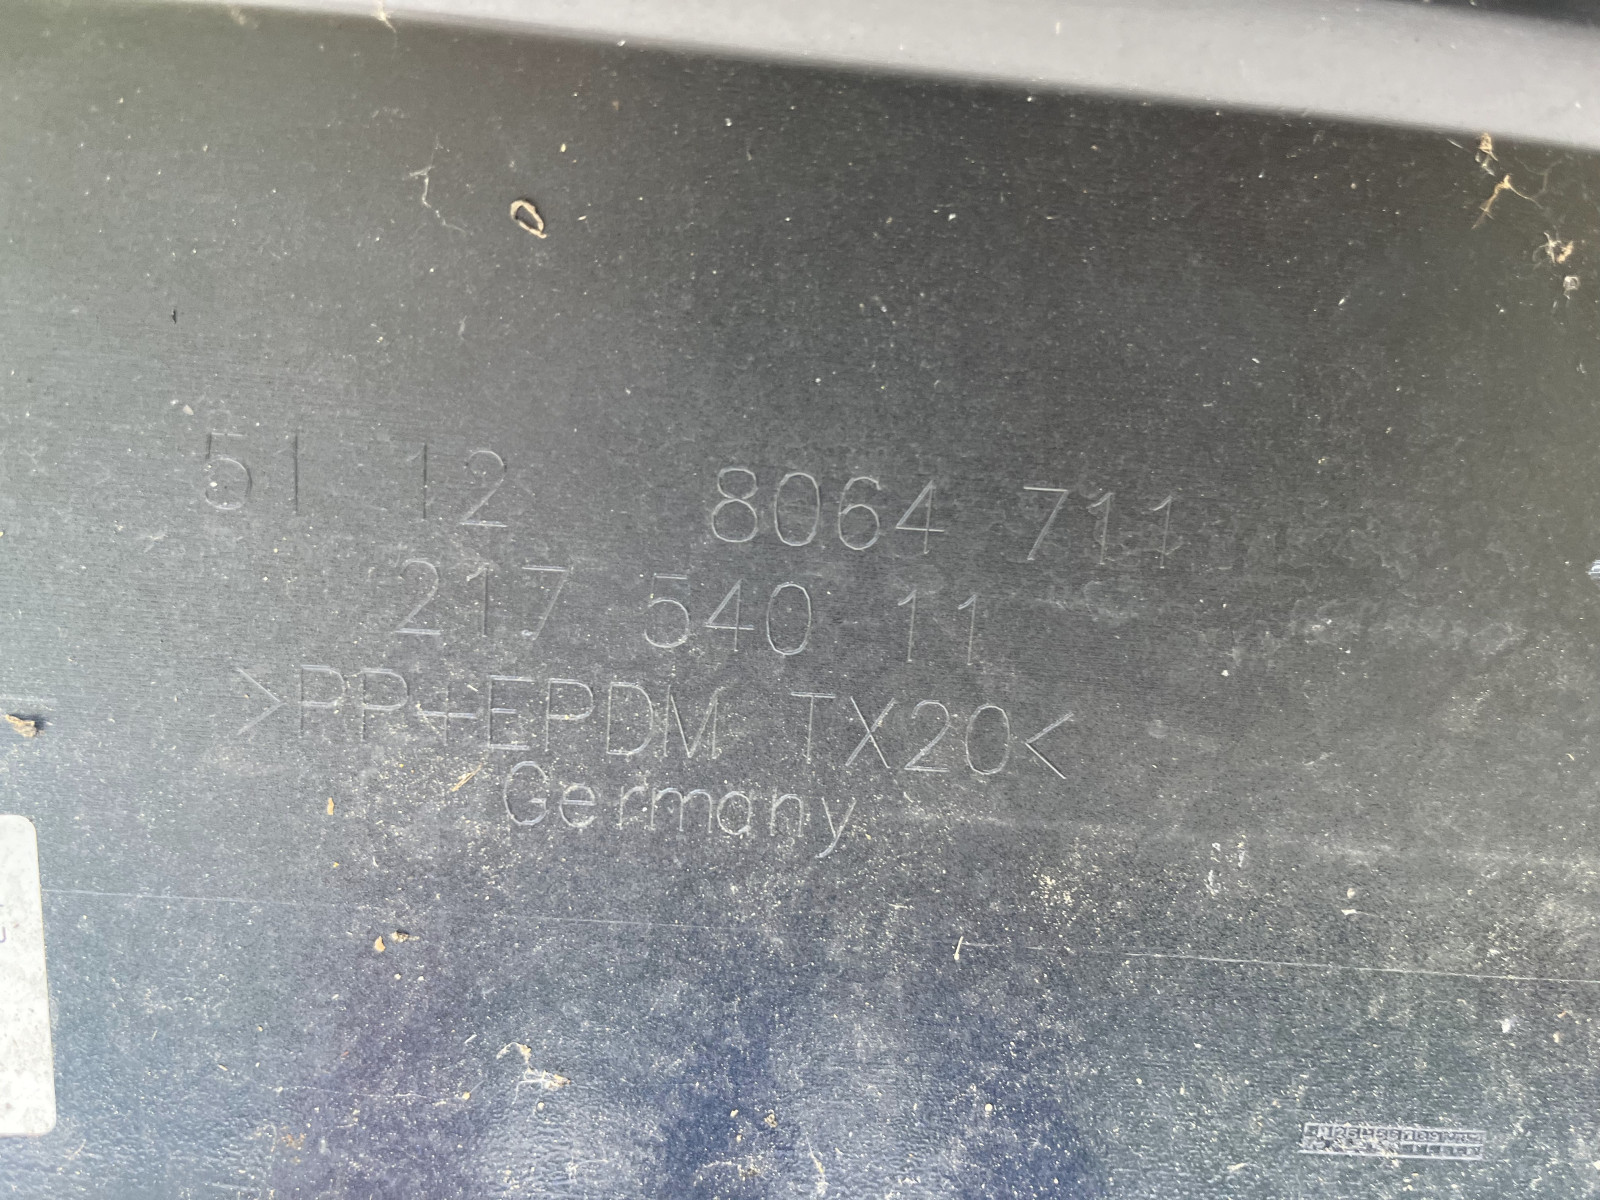 51 12 8064 711
217 540 11
>PP+EPDM TX20<
Germany